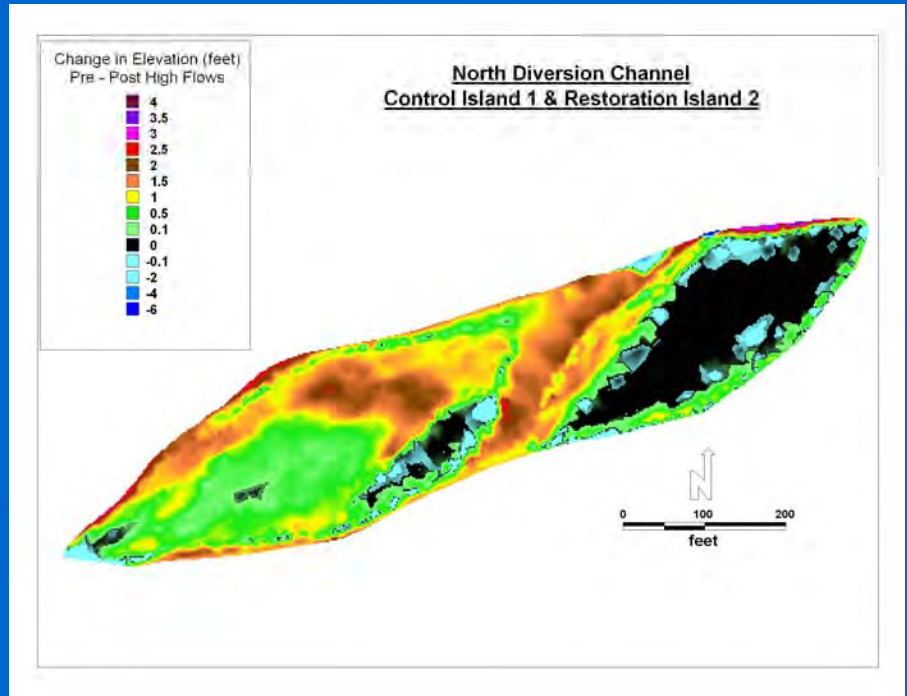 Change in Elevation (feet)
Pre - Post High Flows
4
3.5
3
2.5
2
1.5
1
0.5
0.1
0
-0.1
-2
-4
-6
North Diversion Channel
Control Island 1 & Restoration Island 2
N
0 100 200
feet